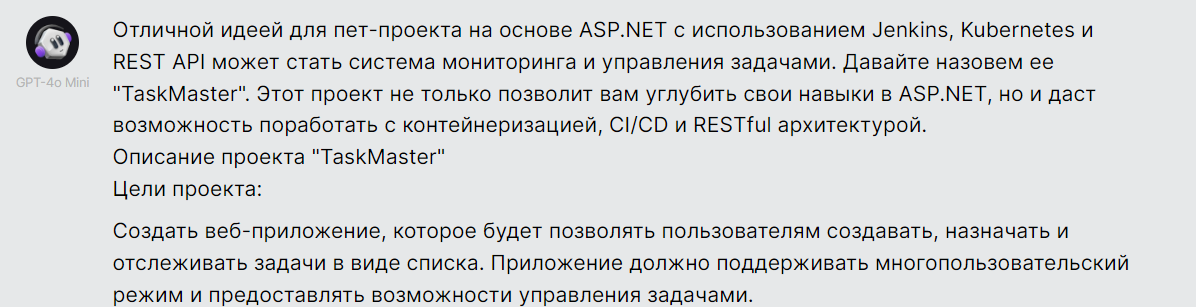 Отличной идеей для пет-проекта на основе ASP.NET с использованием Jenkins, Kubernetes и
GPT-4o Mini
REST API может стать система мониторинга и управления задачами. Давайте назовем ее
"TaskMaster". Этот проект не только позволит вам углубить свои навыки в ASP.NET, но и даст
возможность поработать с контейнеризацией, CI/CD и RESTful архитектурой.
Описание проекта "TaskMaster"
Цели проекта:
Создать веб-приложение, которое будет позволять пользователям создавать, назначать и
отслеживать задачи в виде списка. Приложение должно поддерживать многопользовательский
режим и предоставлять возможности управления задачами.